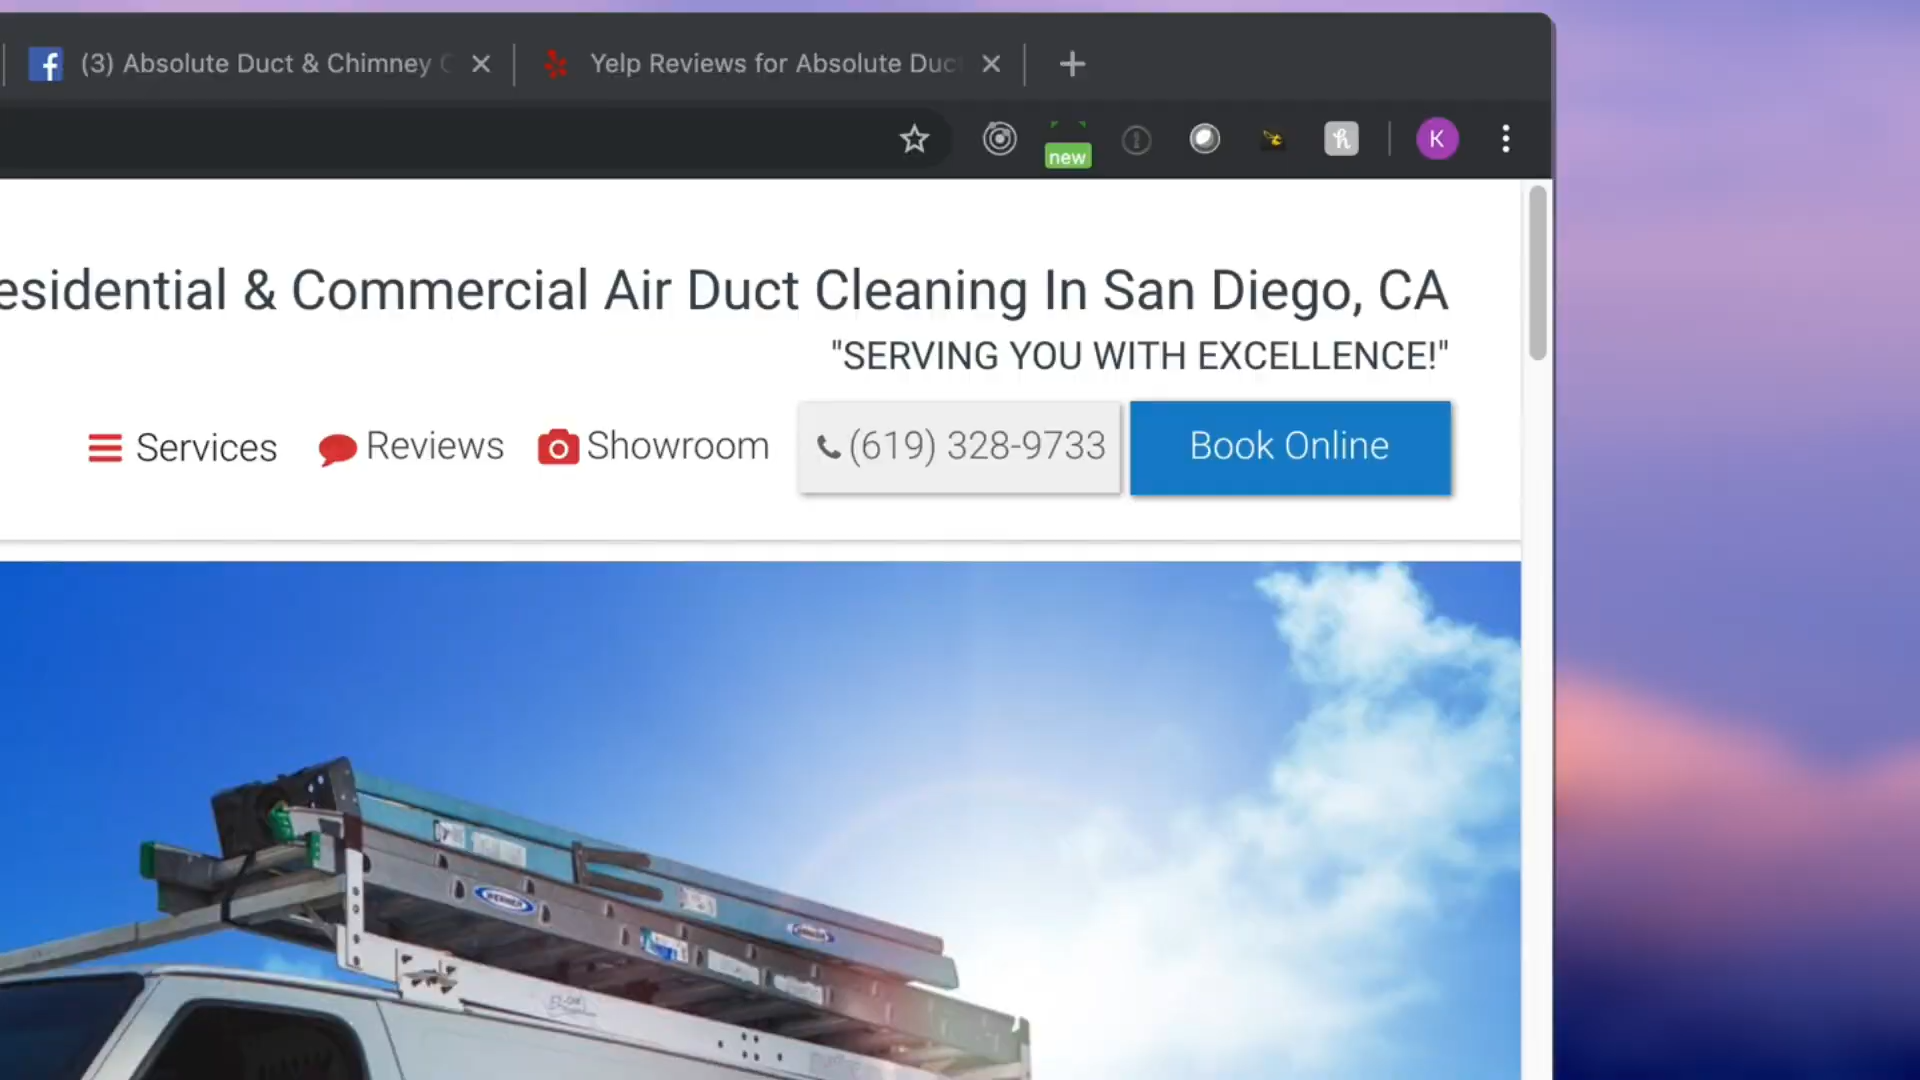 (3) Absolute Duct & Chimney C
Yelp Reviews for Absolute Duc
new
K
esidential & Commercial Air Duct Cleaning In San Diego, CA
"SERVING YOU WITH EXCELLENCE!"
Services
Reviews
Showroom
(619) 328-9733
Book Online
WERNER